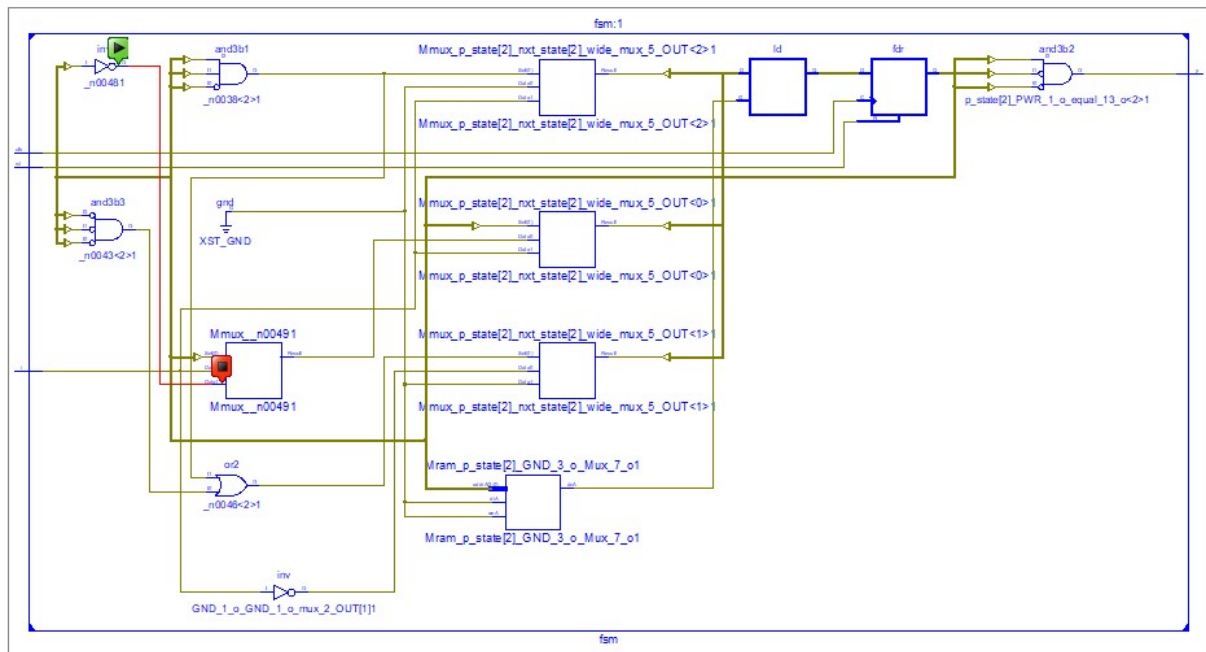 fsm:1
inv
and3b1
Mmux_p_state[2]_nxt_state[2]_wide_mux_5_OUT<2>1
ld
fdr
and3b2
_n00481
_n0038<2>1
p_state[2]_PWR_1_o_equal_13_o<2>1
Mmux_p_state[2]_nxt_state[2]_wide_mux_5_OUT<2>1
clk
and3b3
gnd
Mmux_p_state[2]_nxt_state[2]_wide_mux_5_OUT<0>1
XST_GND
_n0043<2>1
Mmux_p_state[2]_nxt_state[2]_wide_mux_5_OUT<0>1
Mmux__n00491
Mmux_p_state[2]_nxt_state[2]_wide_mux_5_OUT<1>1
Mmux__n00491
Mmux_p_state[2]_nxt_state[2]_wide_mux_5_OUT<1>1
or2
Mram_p_state[2]_GND_3_o_Mux_7_o1
_n0046<2>1
Mram_p_state[2]_GND_3_o_Mux_7_o1
inv
GND_1_o_GND_1_o_mux_2_OUT[1]1
fsm